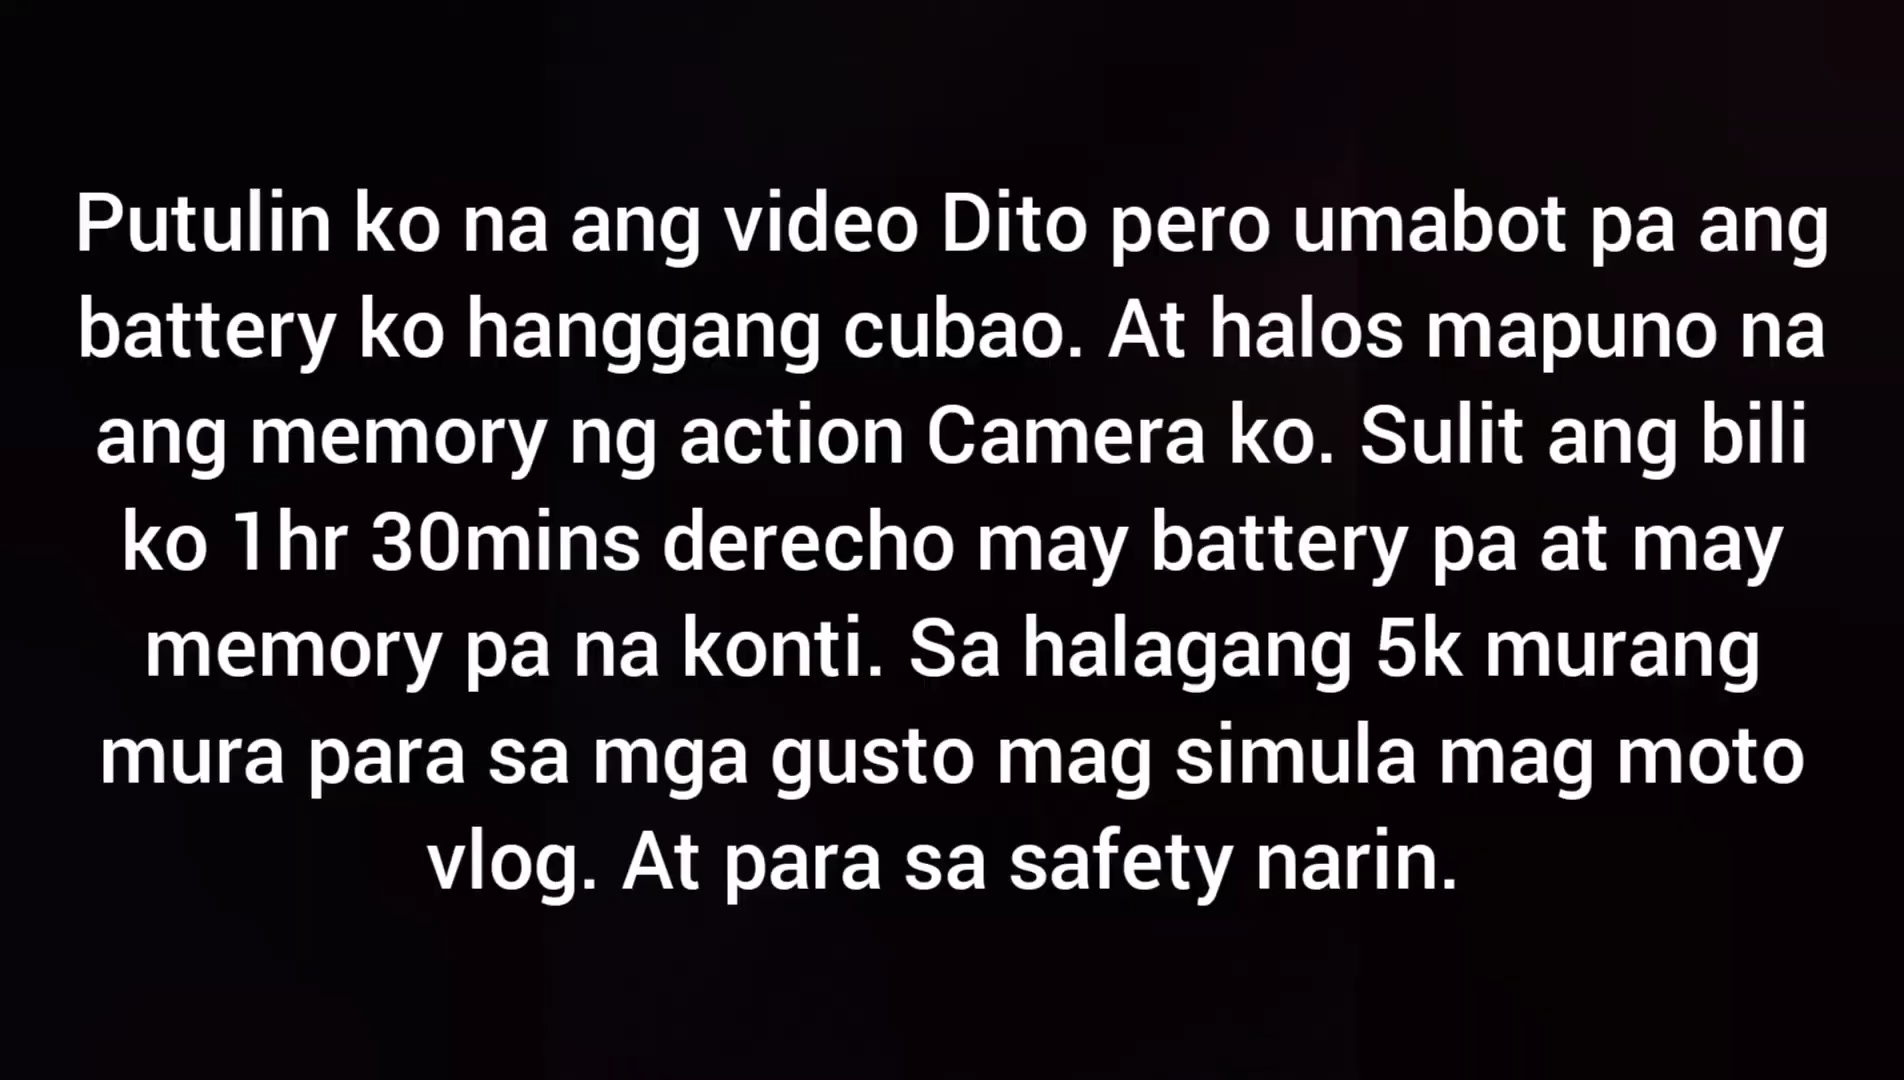 Putulin ko na ang video Dito pero umabot pa ang
battery ko hanggang cubao. At halos mapuno na
ang memory ng action Camera ko. Sulit ang bili
ko 1hr 30mins derecho may battery pa at may
memory pa na konti. Sa halagang 5k murang
mura para sa mga gusto mag simula mag moto
vlog. At para sa safety narin.